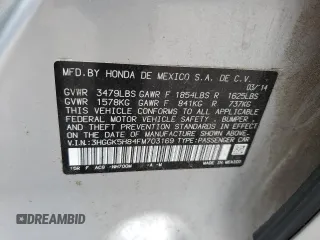 MFD.BY HONDA DE MEXICO S.A. DE C.V.
03/14
GVWR 3479LBS GAWR F 1854LBS R 1625LBS
GVWR 1578KG GAWR F 841KG R 737KG
THIS VEHICLE CONFORMS TO ALL APPLICABLE
FEDERAL MOTOR VEHICLE SAFETY, BUMPER,
AND THEFT PREVENTION STANDARDS IN EFFECT
ON THE DATE OF MANUFACTURE SHOWN ABOVE.
V.I.N.: 3HGGK5H84FM703169 TYPE: PASSENGER CAR
MADE IN MEXICO
AUTOBIDMASTER